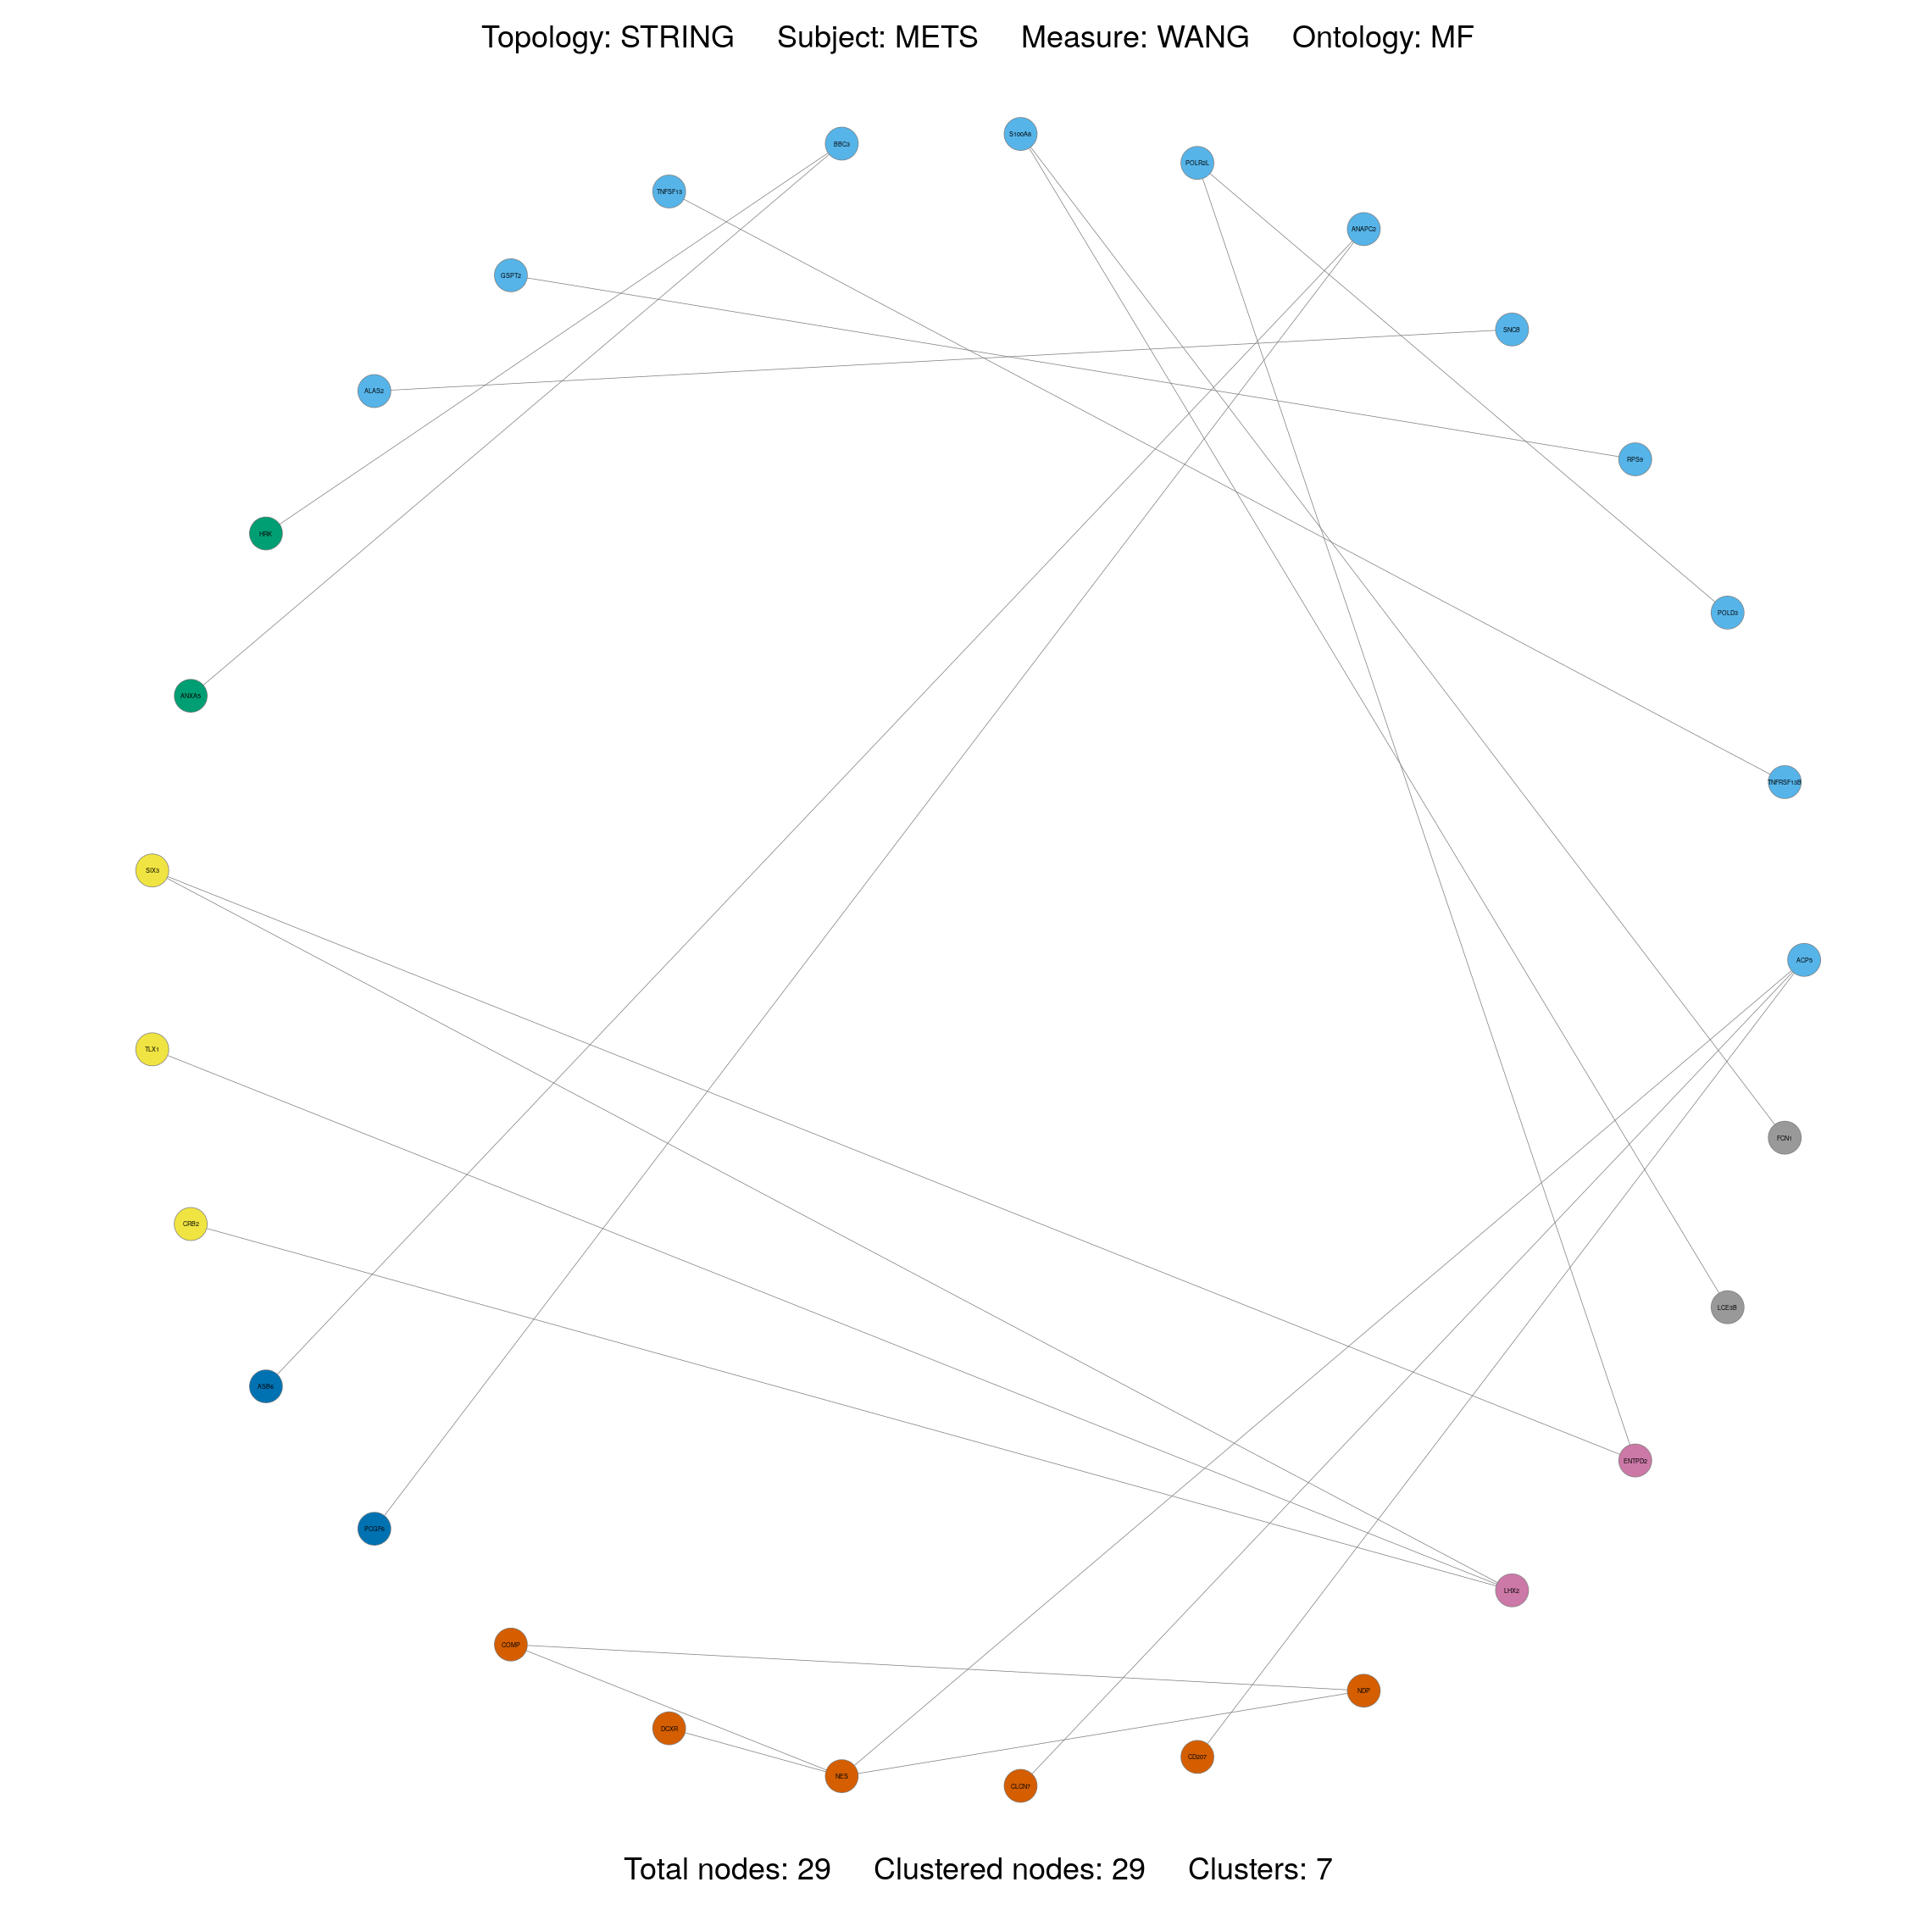 Topology: STRING Subject: METS Measure: WANG Ontology: MF
S100A8
BBC3
POLR2L
TNFSF13
ANAPC2
GSPT2
SNCB
ALAS2
RPS9
HRK
POLD3
ANXA5
TNFRSF13B
SIX3
ACP5
TLX1
FCN1
CRB2
LCE3B
ASB6
ENTPD2
PCGF6
LHX2
COMP
NDP
DCXR
CD207
NES
CLCN7
Total nodes: 29 Clustered nodes: 29 Clusters: 7